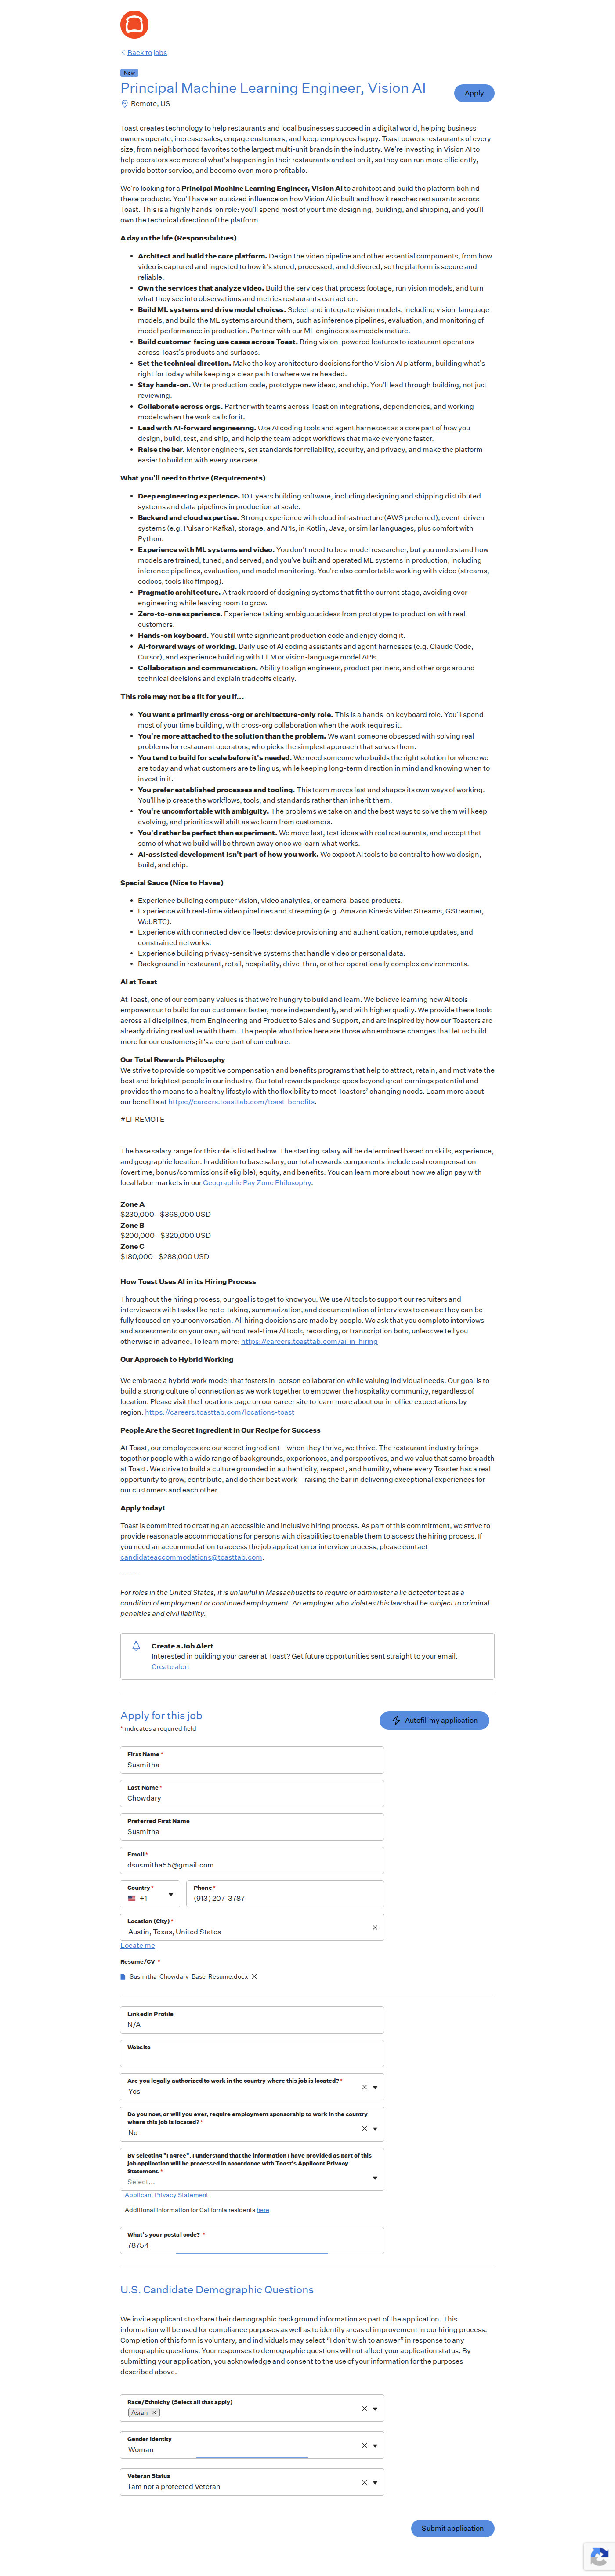 Back to jobs
New
Principal Machine Learning Engineer, Vision AI
Apply
Remote, US
Toast creates technology to help restaurants and local businesses succeed in a digital world, helping business
owners operate, increase sales, engage customers, and keep employees happy. Toast powers restaurants of every
size, from neighborhood favorites to the largest multi-unit brands in the industry. We're investing in Vision AI to
help operators see more of what's happening in their restaurants and act on it, so they can run more efficiently,
provide better service, and become even more profitable.
We're looking for a Principal Machine Learning Engineer, Vision AI to architect and build the platform behind
these products. You'll have an outsized influence on how Vision AI is built and how it reaches restaurants across
Toast. This is a highly hands-on role: you'll spend most of your time designing, building, and shipping, and you'll
own the technical direction of the platform.
A day in the life (Responsibilities)
• Architect and build the core platform. Design the video pipeline and other essential components, from how
video is captured and ingested to how it's stored, processed, and delivered, so the platform is secure and
reliable.
• Own the services that analyze video. Build the services that process footage, run vision models, and turn
what they see into observations and metrics restaurants can act on.
• Build ML systems and drive model choices. Select and integrate vision models, including vision-language
models, and build the ML systems around them, such as inference pipelines, evaluation, and monitoring of
model performance in production. Partner with our ML engineers as models mature.
• Build customer-facing use cases across Toast. Bring vision-powered features to restaurant operators
across Toast's products and surfaces.
• Set the technical direction. Make the key architecture decisions for the Vision AI platform, building what's
right for today while keeping a clear path to where we're headed.
• Stay hands-on. Write production code, prototype new ideas, and ship. You'll lead through building, not just
reviewing.
• Collaborate across orgs. Partner with teams across Toast on integrations, dependencies, and working
models when the work calls for it.
• Lead with AI-forward engineering. Use AI coding tools and agent harnesses as a core part of how you
design, build, test, and ship, and help the team adopt workflows that make everyone faster.
• Raise the bar. Mentor engineers, set standards for reliability, security, and privacy, and make the platform
easier to build on with every use case.
What you'll need to thrive (Requirements)
• Deep engineering experience. 10+ years building software, including designing and shipping distributed
systems and data pipelines in production at scale.
• Backend and cloud expertise. Strong experience with cloud infrastructure (AWS preferred), event-driven
systems (e.g. Pulsar or Kafka), storage, and APIs, in Kotlin, Java, or similar languages, plus comfort with
Python.
• Experience with ML systems and video. You don't need to be a model researcher, but you understand how
models are trained, tuned, and served, and you've built and operated ML systems in production, including
inference pipelines, evaluation, and model monitoring. You're also comfortable working with video (streams,
codecs, tools like ffmpeg).
• Pragmatic architecture. A track record of designing systems that fit the current stage, avoiding over-
engineering while leaving room to grow.
• Zero-to-one experience. Experience taking ambiguous ideas from prototype to production with real
customers.
• Hands-on keyboard. You still write significant production code and enjoy doing it.
• AI-forward ways of working. Daily use of AI coding assistants and agent harnesses (e.g. Claude Code,
Cursor), and experience building with LLM or vision-language model APIs.
• Collaboration and communication. Ability to align engineers, product partners, and other orgs around
technical decisions and explain tradeoffs clearly.
This role may not be a fit for you if...
• You want a primarily cross-org or architecture-only role. This is a hands-on keyboard role. You'll spend
most of your time building, with cross-org collaboration when the work requires it.
• You're more attached to the solution than the problem. We want someone obsessed with solving real
problems for restaurant operators, who picks the simplest approach that solves them.
• You tend to build for scale before it's needed. We need someone who builds the right solution for where we
are today and what customers are telling us, while keeping long-term direction in mind and knowing when to
invest in it.
• You prefer established processes and tooling. This team moves fast and shapes its own ways of working.
You'll help create the workflows, tools, and standards rather than inherit them.
• You're uncomfortable with ambiguity. The problems we take on and the best ways to solve them will keep
evolving, and priorities will shift as we learn from customers.
• You'd rather be perfect than experiment. We move fast, test ideas with real restaurants, and accept that
some of what we build will be thrown away once we learn what works.
• AI-assisted development isn't part of how you work. We expect AI tools to be central to how we design,
build, and ship.
Special Sauce (Nice to Haves)
• Experience building computer vision, video analytics, or camera-based products.
• Experience with real-time video pipelines and streaming (e.g. Amazon Kinesis Video Streams, GStreamer,
WebRTC).
• Experience with connected device fleets: device provisioning and authentication, remote updates, and
constrained networks.
• Experience building privacy-sensitive systems that handle video or personal data.
• Background in restaurant, retail, hospitality, drive-thru, or other operationally complex environments.
AI at Toast
At Toast, one of our company values is that we're hungry to build and learn. We believe learning new AI tools
empowers us to build for our customers faster, more independently, and with higher quality. We provide these tools
across all disciplines, from Engineering and Product to Sales and Support, and are inspired by how our Toasters are
already driving real value with them. The people who thrive here are those who embrace changes that let us build
more for our customers; it's a core part of our culture.
Our Total Rewards Philosophy
We strive to provide competitive compensation and benefits programs that help to attract, retain, and motivate the
best and brightest people in our industry. Our total rewards package goes beyond great earnings potential and
provides the means to a healthy lifestyle with the flexibility to meet Toasters' changing needs. Learn more about
our benefits at https://careers.toasttab.com/toast-benefits.
#LI-REMOTE
The base salary range for this role is listed below. The starting salary will be determined based on skills, experience,
and geographic location. In addition to base salary, our total rewards components include cash compensation
(overtime, bonus/commissions if eligible), equity, and benefits. You can learn more about how we align pay with
local labor markets in our Geographic Pay Zone Philosophy.
Zone A
$230,000 - $368,000 USD
Zone B
$200,000 - $320,000 USD
Zone C
$180,000 - $288,000 USD
How Toast Uses AI in its Hiring Process
Throughout the hiring process, our goal is to get to know you. We use AI tools to support our recruiters and
interviewers with tasks like note-taking, summarization, and documentation of interviews to ensure they can be
fully focused on your conversation. All hiring decisions are made by people. We ask that you complete interviews
and assessments on your own, without real-time AI tools, recording, or transcription bots, unless we tell you
otherwise in advance. To learn more: https://careers.toasttab.com/ai-in-hiring
Our Approach to Hybrid Working
We embrace a hybrid work model that fosters in-person collaboration while valuing individual needs. Our goal is to
build a strong culture of connection as we work together to empower the hospitality community, regardless of
location. Please visit the Locations page on our career site to learn more about our in-office expectations by
region: https://careers.toasttab.com/locations-toast
People Are the Secret Ingredient in Our Recipe for Success
At Toast, our employees are our secret ingredient—when they thrive, we thrive. The restaurant industry brings
together people with a wide range of backgrounds, experiences, and perspectives, and we value that same breadth
at Toast. We strive to build a culture grounded in authenticity, respect, and humility, where every Toaster has a real
opportunity to grow, contribute, and do their best work—raising the bar in delivering exceptional experiences for
our customers and each other.
Apply today!
Toast is committed to creating an accessible and inclusive hiring process. As part of this commitment, we strive to
provide reasonable accommodations for persons with disabilities to enable them to access the hiring process. If
you need an accommodation to access the job application or interview process, please contact
candidateaccommodations@toasttab.com.
------
For roles in the United States, it is unlawful in Massachusetts to require or administer a lie detector test as a
condition of employment or continued employment. An employer who violates this law shall be subject to criminal
penalties and civil liability.
Create a Job Alert
Interested in building your career at Toast? Get future opportunities sent straight to your email.
Create alert
Apply for this job
Autofill my application
* indicates a required field
First Name *
Susmitha
Last Name *
Chowdary
Preferred First Name
Susmitha
Email *
dsusmitha55@gmail.com
Country * Phone *
+1 (913) 207-3787
Location (City) *
Austin, Texas, United States
Locate me
Resume/CV *
Susmitha_Chowdary_Base_Resume.docx
LinkedIn Profile
N/A
Website
Are you legally authorized to work in the country where this job is located? *
Yes
Do you now, or will you ever, require employment sponsorship to work in the country
where this job is located? *
No
By selecting "I agree", I understand that the information I have provided as part of this
job application will be processed in accordance with Toast's Applicant Privacy
Statement. *
Select...
Applicant Privacy Statement
Additional information for California residents here
What's your postal code? *
78754
U.S. Candidate Demographic Questions
We invite applicants to share their demographic background information as part of the application. This
information will be used for compliance purposes as well as to identify areas of improvement in our hiring process.
Completion of this form is voluntary, and individuals may select "I don't wish to answer" in response to any
demographic questions. Your responses to demographic questions will not affect your application status. By
submitting your application, you acknowledge and consent to the use of your information for the purposes
described above.
Race/Ethnicity (Select all that apply)
Asian
Gender Identity
Woman
Veteran Status
I am not a protected Veteran
Submit application